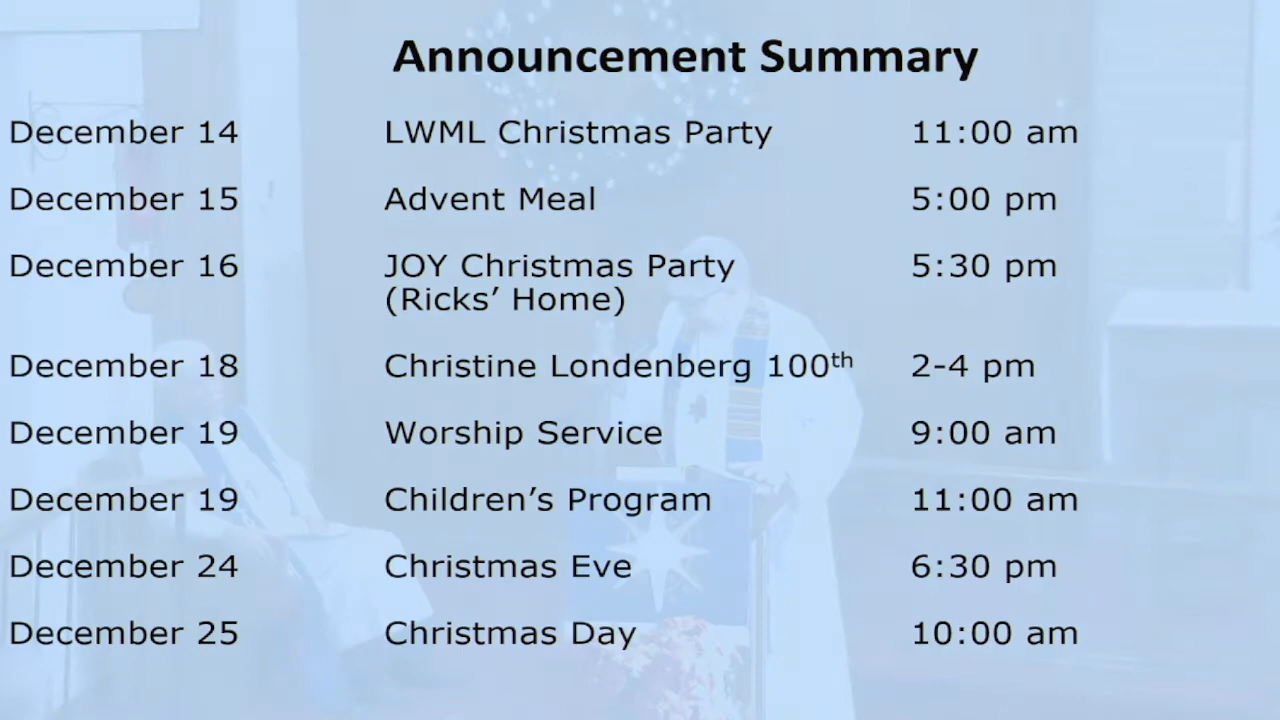 Announcement Summary
December 14 LWML Christmas Party 11:00 am
December 15 Advent Meal 5:00 pm
December 16 JOY Christmas Party 5:30 pm
(Ricks’ Home)
December 18 Christine Londenberg 100th 2-4 pm
December 19 Worship Service 9:00 am
December 19 Children’s Program 11:00 am
December 24 Christmas Eve 6:30 pm
December 25 Christmas Day 10:00 am